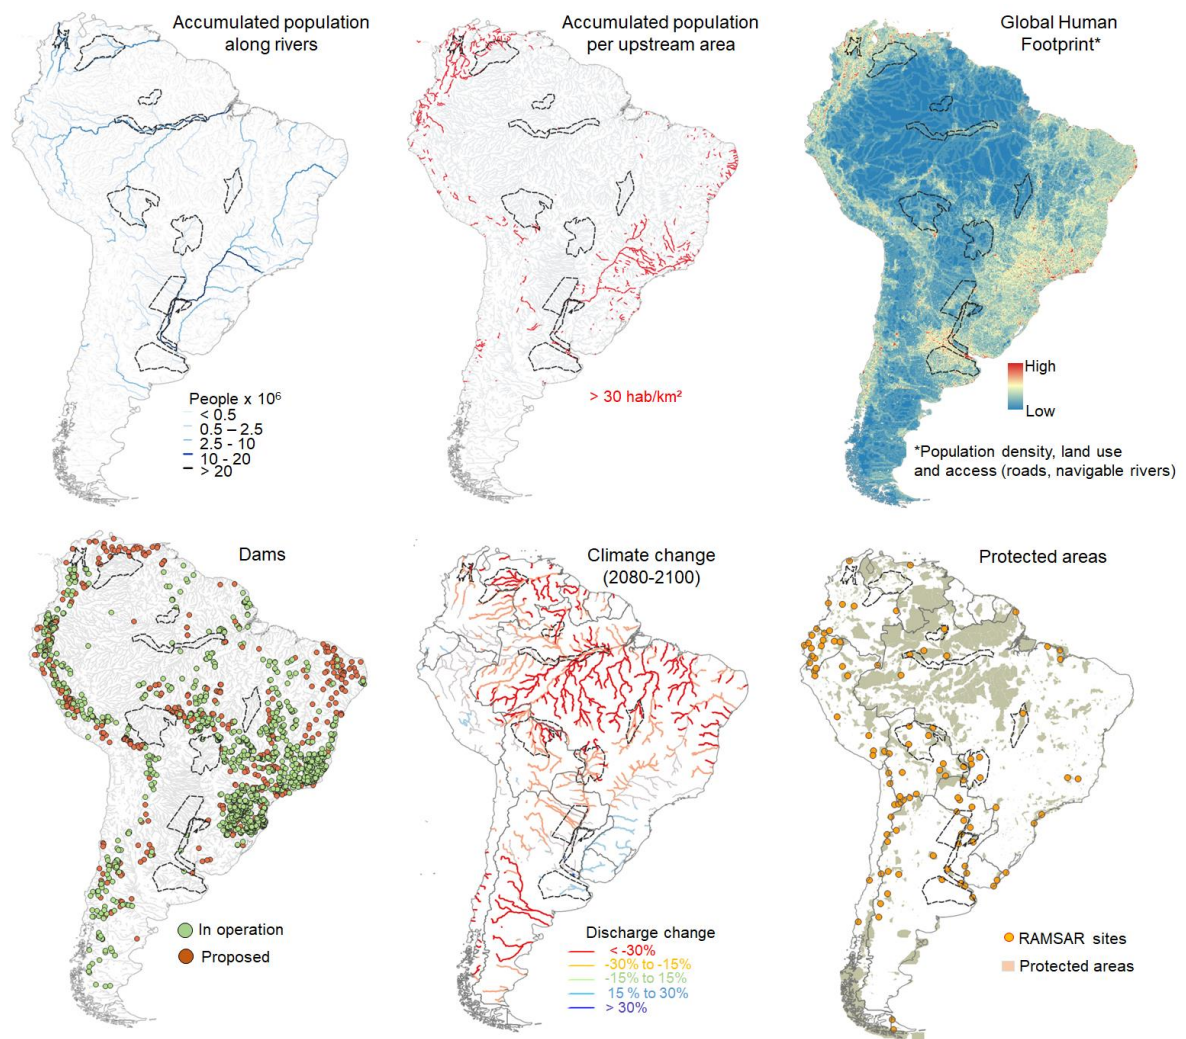 Accumulated population
along rivers
Accumulated population
per upstream area
Global Human
Footprint*
People x 10⁶
< 0.5
0.5 – 2.5
2.5 - 10
10 - 20
> 20
> 30 hab/km²
High
Low
*Population density, land use
and access (roads, navigable rivers)
Dams
In operation
Proposed
Climate change
(2080-2100)
Discharge change
< -30%
-30% to -15%
-15% to 15%
15 % to 30%
> 30%
Protected areas
RAMSAR sites
Protected areas